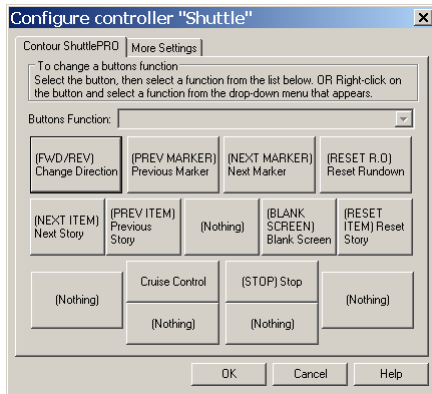 Configure controller "Shuttle"
Contour ShuttlePRO More Settings
To change a buttons function
Select the button, then select a function from the list below. OR Right-click on
the button and select a function from the drop-down menu that appears.
Buttons Function:
(FWD/REV)
Change Direction
(PREV MARKER)
Previous Marker
(NEXT MARKER)
Next Marker
(RESET R.O)
Reset Rundown
(NEXT ITEM)
Next Story
(PREV ITEM)
Previous
Story
(Nothing)
(BLANK
SCREEN)
Blank Screen
(RESET
ITEM) Reset
Story
(Nothing)
Cruise Control
(STOP) Stop
(Nothing)
(Nothing)
(Nothing)
OK Cancel Help